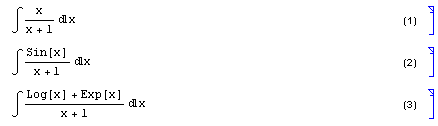 ∫ x/(x + 1) ⅆx (1)
∫ Sin[x]/(x + 1) ⅆx (2)
∫ (Log[x] + Exp[x])/(x + 1) ⅆx (3)